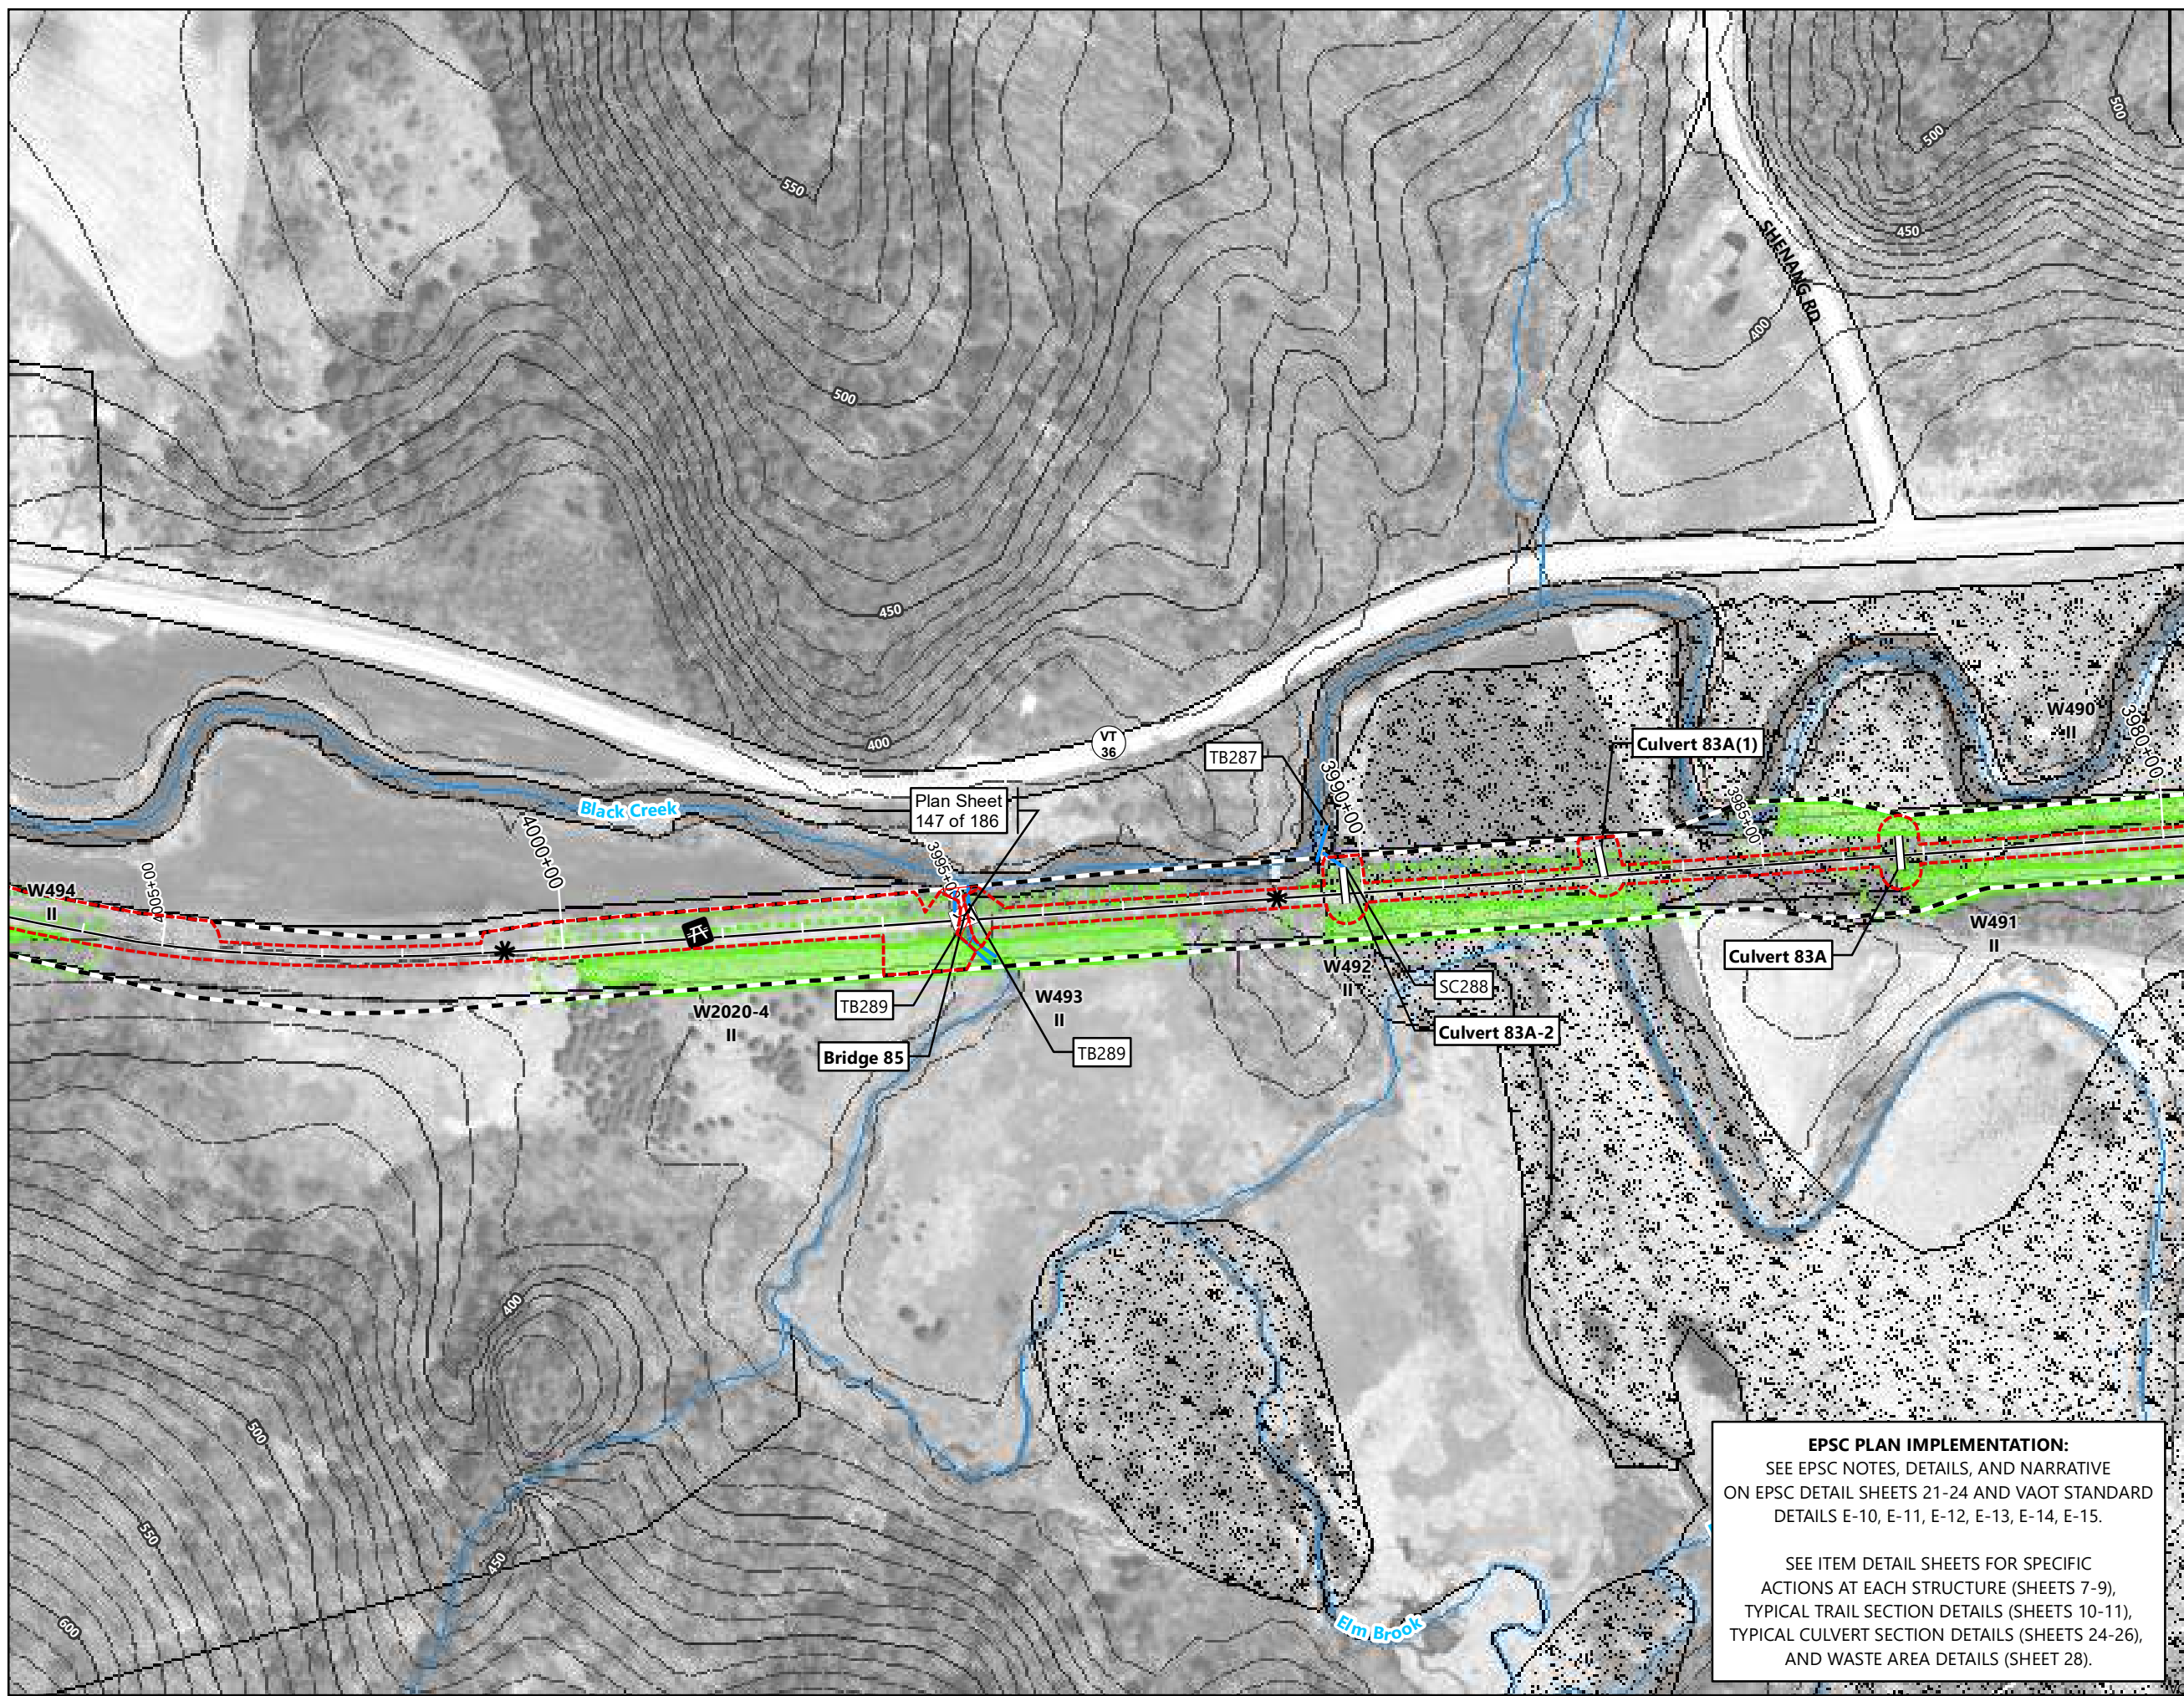 500
500
550
450
SHENANG RD
400
500
450
400
VT
36
Culvert 83A(1)
TB287
W490
II
3980+00
3990+00
3985+00
Plan Sheet
147 of 186
Black Creek
4000+00
3995+00
4005+00
W494
II
W491
II
Culvert 83A
W492
II
SC288
W493
II
TB289
W2020-4
II
Culvert 83A-2
Bridge 85
TB289
400
500
550
450
600
Elm Brook
EPSC PLAN IMPLEMENTATION:
SEE EPSC NOTES, DETAILS, AND NARRATIVE
ON EPSC DETAIL SHEETS 21-24 AND VAOT STANDARD
DETAILS E-10, E-11, E-12, E-13, E-14, E-15.
SEE ITEM DETAIL SHEETS FOR SPECIFIC
ACTIONS AT EACH STRUCTURE (SHEETS 7-9),
TYPICAL TRAIL SECTION DETAILS (SHEETS 10-11),
TYPICAL CULVERT SECTION DETAILS (SHEETS 24-26),
AND WASTE AREA DETAILS (SHEET 28).